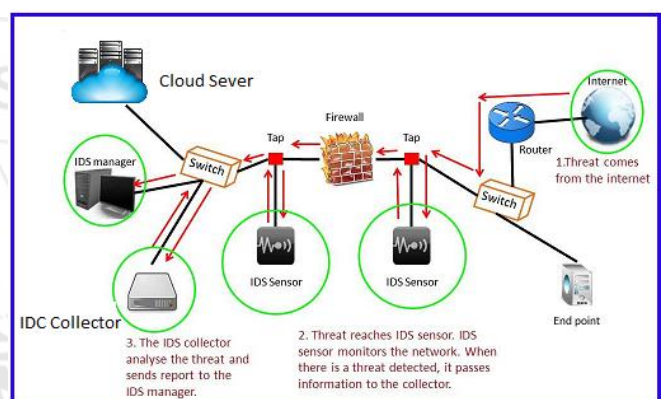 Cloud Sever
Internet
Firewall
Tap
Tap
IDS manager
Switch
Router
1.Threat comes
from the internet
Switch
IDS Sensor
IDS Sensor
IDC Collector
End point
3. The IDS collector
analyse the threat and
sends report to the
IDS manager.
2. Threat reaches IDS sensor. IDS
sensor monitors the network. When
there is a threat detected, it passes
information to the collector.